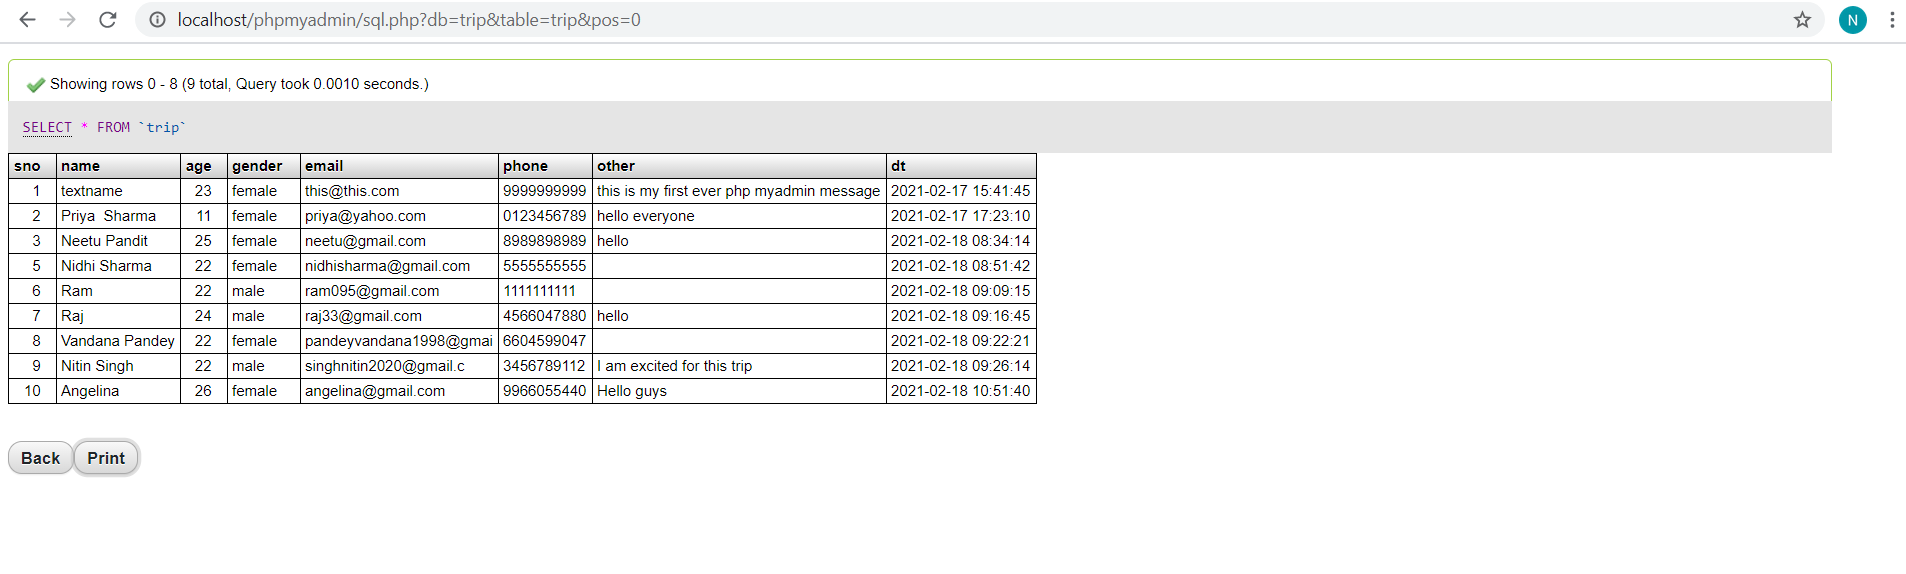 localhost/phpmyadmin/sql.php?db=trip&table=trip&pos=0 N
Showing rows 0 - 8 (9 total, Query took 0.0010 seconds.)
SELECT * FROM `trip`
sno name age gender email phone other dt
1 textname 23 female this@this.com 9999999999 this is my first ever php myadmin message 2021-02-17 15:41:45
2 Priya  Sharma 11 female priya@yahoo.com 0123456789 hello everyone 2021-02-17 17:23:10
3 Neetu Pandit 25 female neetu@gmail.com 8989898989 hello 2021-02-18 08:34:14
5 Nidhi Sharma 22 female nidhisharma@gmail.com 5555555555 2021-02-18 08:51:42
6 Ram 22 male ram095@gmail.com 1111111111 2021-02-18 09:09:15
7 Raj 24 male raj33@gmail.com 4566047880 hello 2021-02-18 09:16:45
8 Vandana Pandey 22 female pandeyvandana1998@gmai 6604599047 2021-02-18 09:22:21
9 Nitin Singh 22 male singhnitin2020@gmail.c 3456789112 I am excited for this trip 2021-02-18 09:26:14
10 Angelina 26 female angelina@gmail.com 9966055440 Hello guys 2021-02-18 10:51:40
Back Print